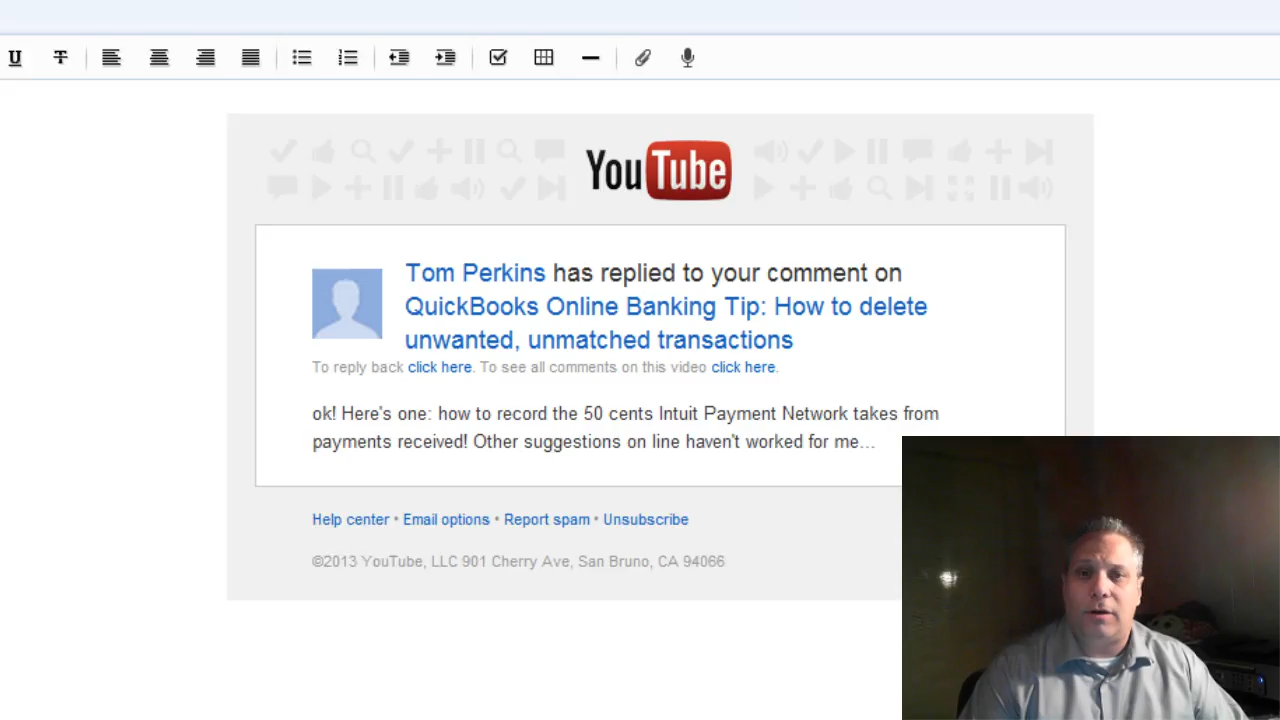 U T
YouTube
Tom Perkins has replied to your comment on
QuickBooks Online Banking Tip: How to delete
unwanted, unmatched transactions
To reply back click here. To see all comments on this video click here.
ok! Here's one: how to record the 50 cents Intuit Payment Network takes from
payments received! Other suggestions on line haven't worked for me...
Help center • Email options • Report spam • Unsubscribe
©2013 YouTube, LLC 901 Cherry Ave, San Bruno, CA 94066